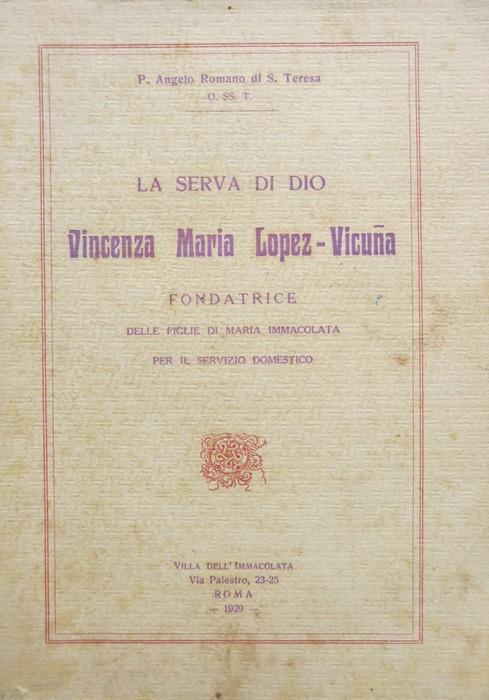 P. Angelo Romano di S. Teresa
O. SS. T.
LA SERVA DI DIO
Vincenza Maria Lopez-Vicuña
FONDATRICE
DELLE FIGLIE DI MARIA IMMACOLATA
PER IL SERVIZIO DOMESTICO
VILLA DELL'IMMACOLATA
Via Palestro, 23-25
ROMA
— 1929 —